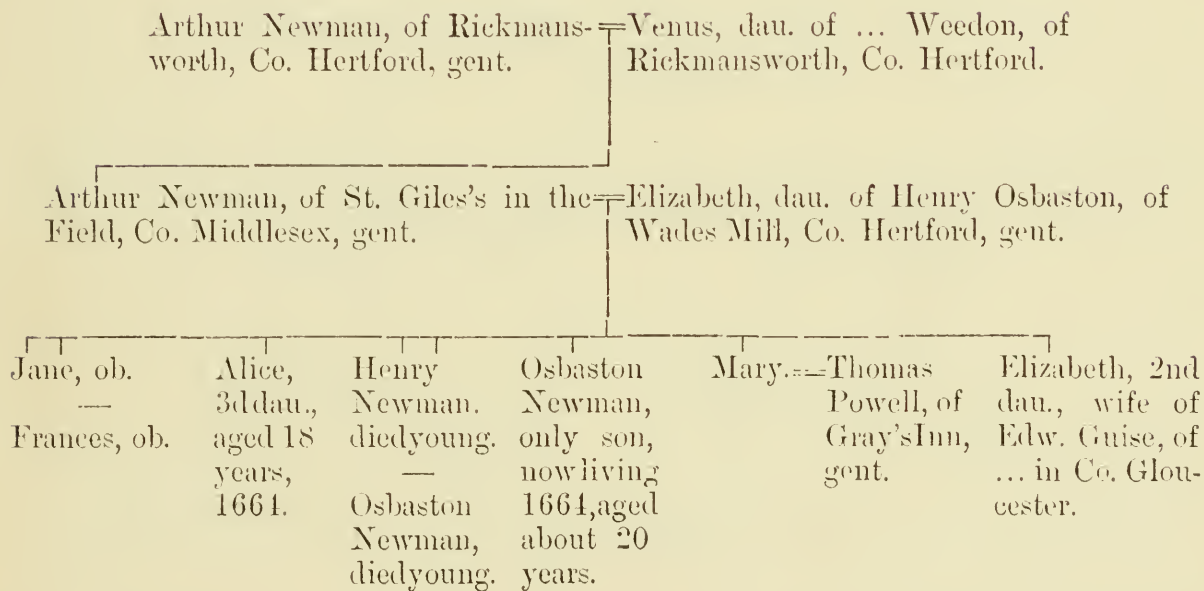 Arthur Newman, of Rickmans-
worth, Co. Hertford, gent.
Venus, dau. of ... Weedon, of
Rickmansworth, Co. Hertford.
Arthur Newman, of St. Giles's in the
Field, Co. Middlesex, gent.
Elizabeth, dau. of Henry Osbaston, of
Wades Mill, Co. Hertford, gent.
Jane, ob.
—
Frances, ob.
Alice,
3d dau.,
aged 18
years,
1664.
Henry
Newman.
died young.
—
Osbaston
Newman,
died young.
Osbaston
Newman,
only son,
now living
1664, aged
about 20
years.
Mary.
Thomas
Powell, of
Gray's Inn,
gent.
Elizabeth, 2nd
dau., wife of
Edw. Guise, of
... in Co. Glou-
cester.